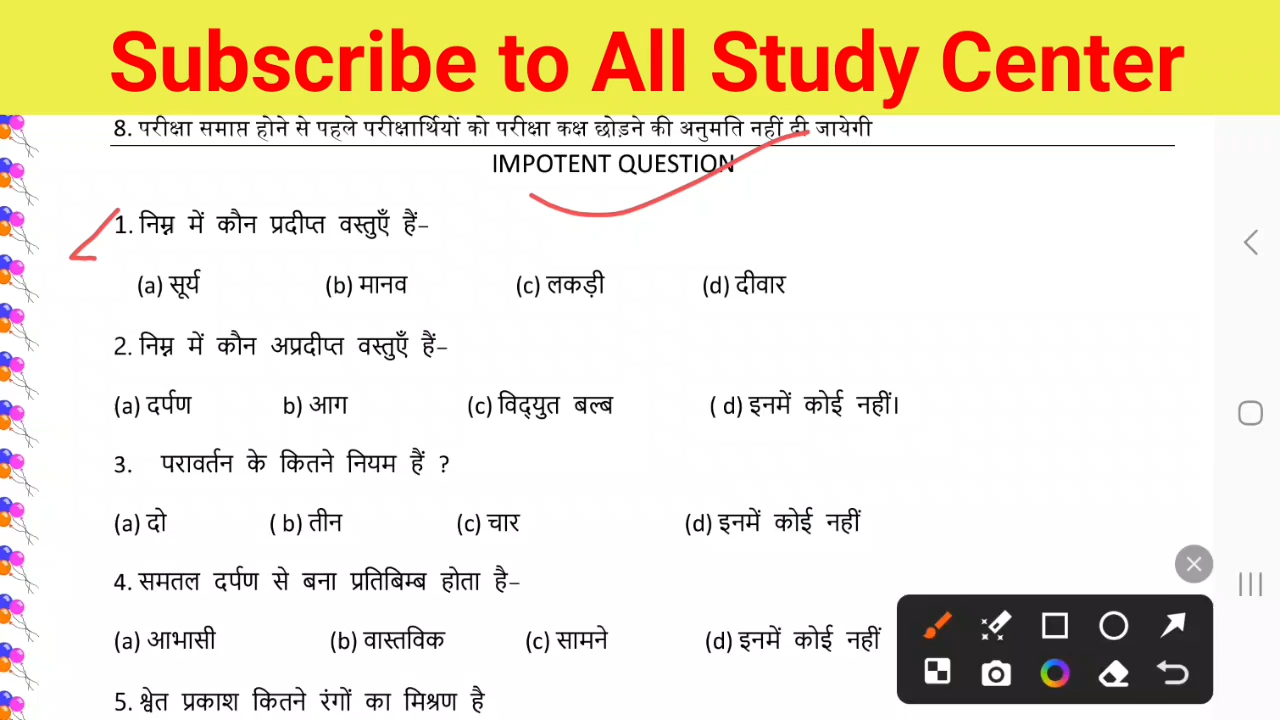 Subscribe to All Study Center
8. परीक्षा समाप्त होने से पहले परीक्षार्थियों को परीक्षा कक्ष छोड़ने की अनुमति नहीं दी जायेगी
IMPOTENT QUESTION
1. निम्न में कौन प्रदीप्त वस्तुएँ हैं-
(a) सूर्य (b) मानव (c) लकड़ी (d) दीवार
2. निम्न में कौन अप्रदीप्त वस्तुएँ हैं-
(a) दर्पण b) आग (c) विद्युत बल्ब ( d) इनमें कोई नहीं।
3. परावर्तन के कितने नियम हैं ?
(a) दो ( b) तीन (c) चार (d) इनमें कोई नहीं
4. समतल दर्पण से बना प्रतिबिम्ब होता है-
(a) आभासी (b) वास्तविक (c) सामने (d) इनमें कोई नहीं
5. श्वेत प्रकाश कितने रंगों का मिश्रण है